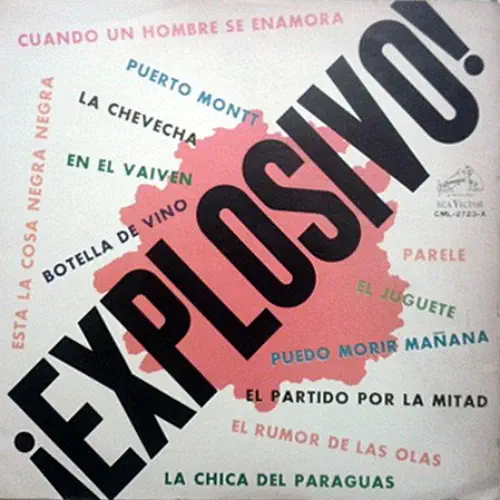 CUANDO UN HOMBRE SE ENAMORA
PUERTO MONTT
LA CHEVECHA
EN EL VAIVEN
BOTELLA DE VINO
ESTA LA COSA NEGRA NEGRA
¡EXPLOSIVO!
RCA VICTOR
CML-2723-X
PARELE
EL JUGUETE
PUEDO MORIR MAÑANA
EL PARTIDO POR LA MITAD
EL RUMOR DE LAS OLAS
LA CHICA DEL PARAGUAS